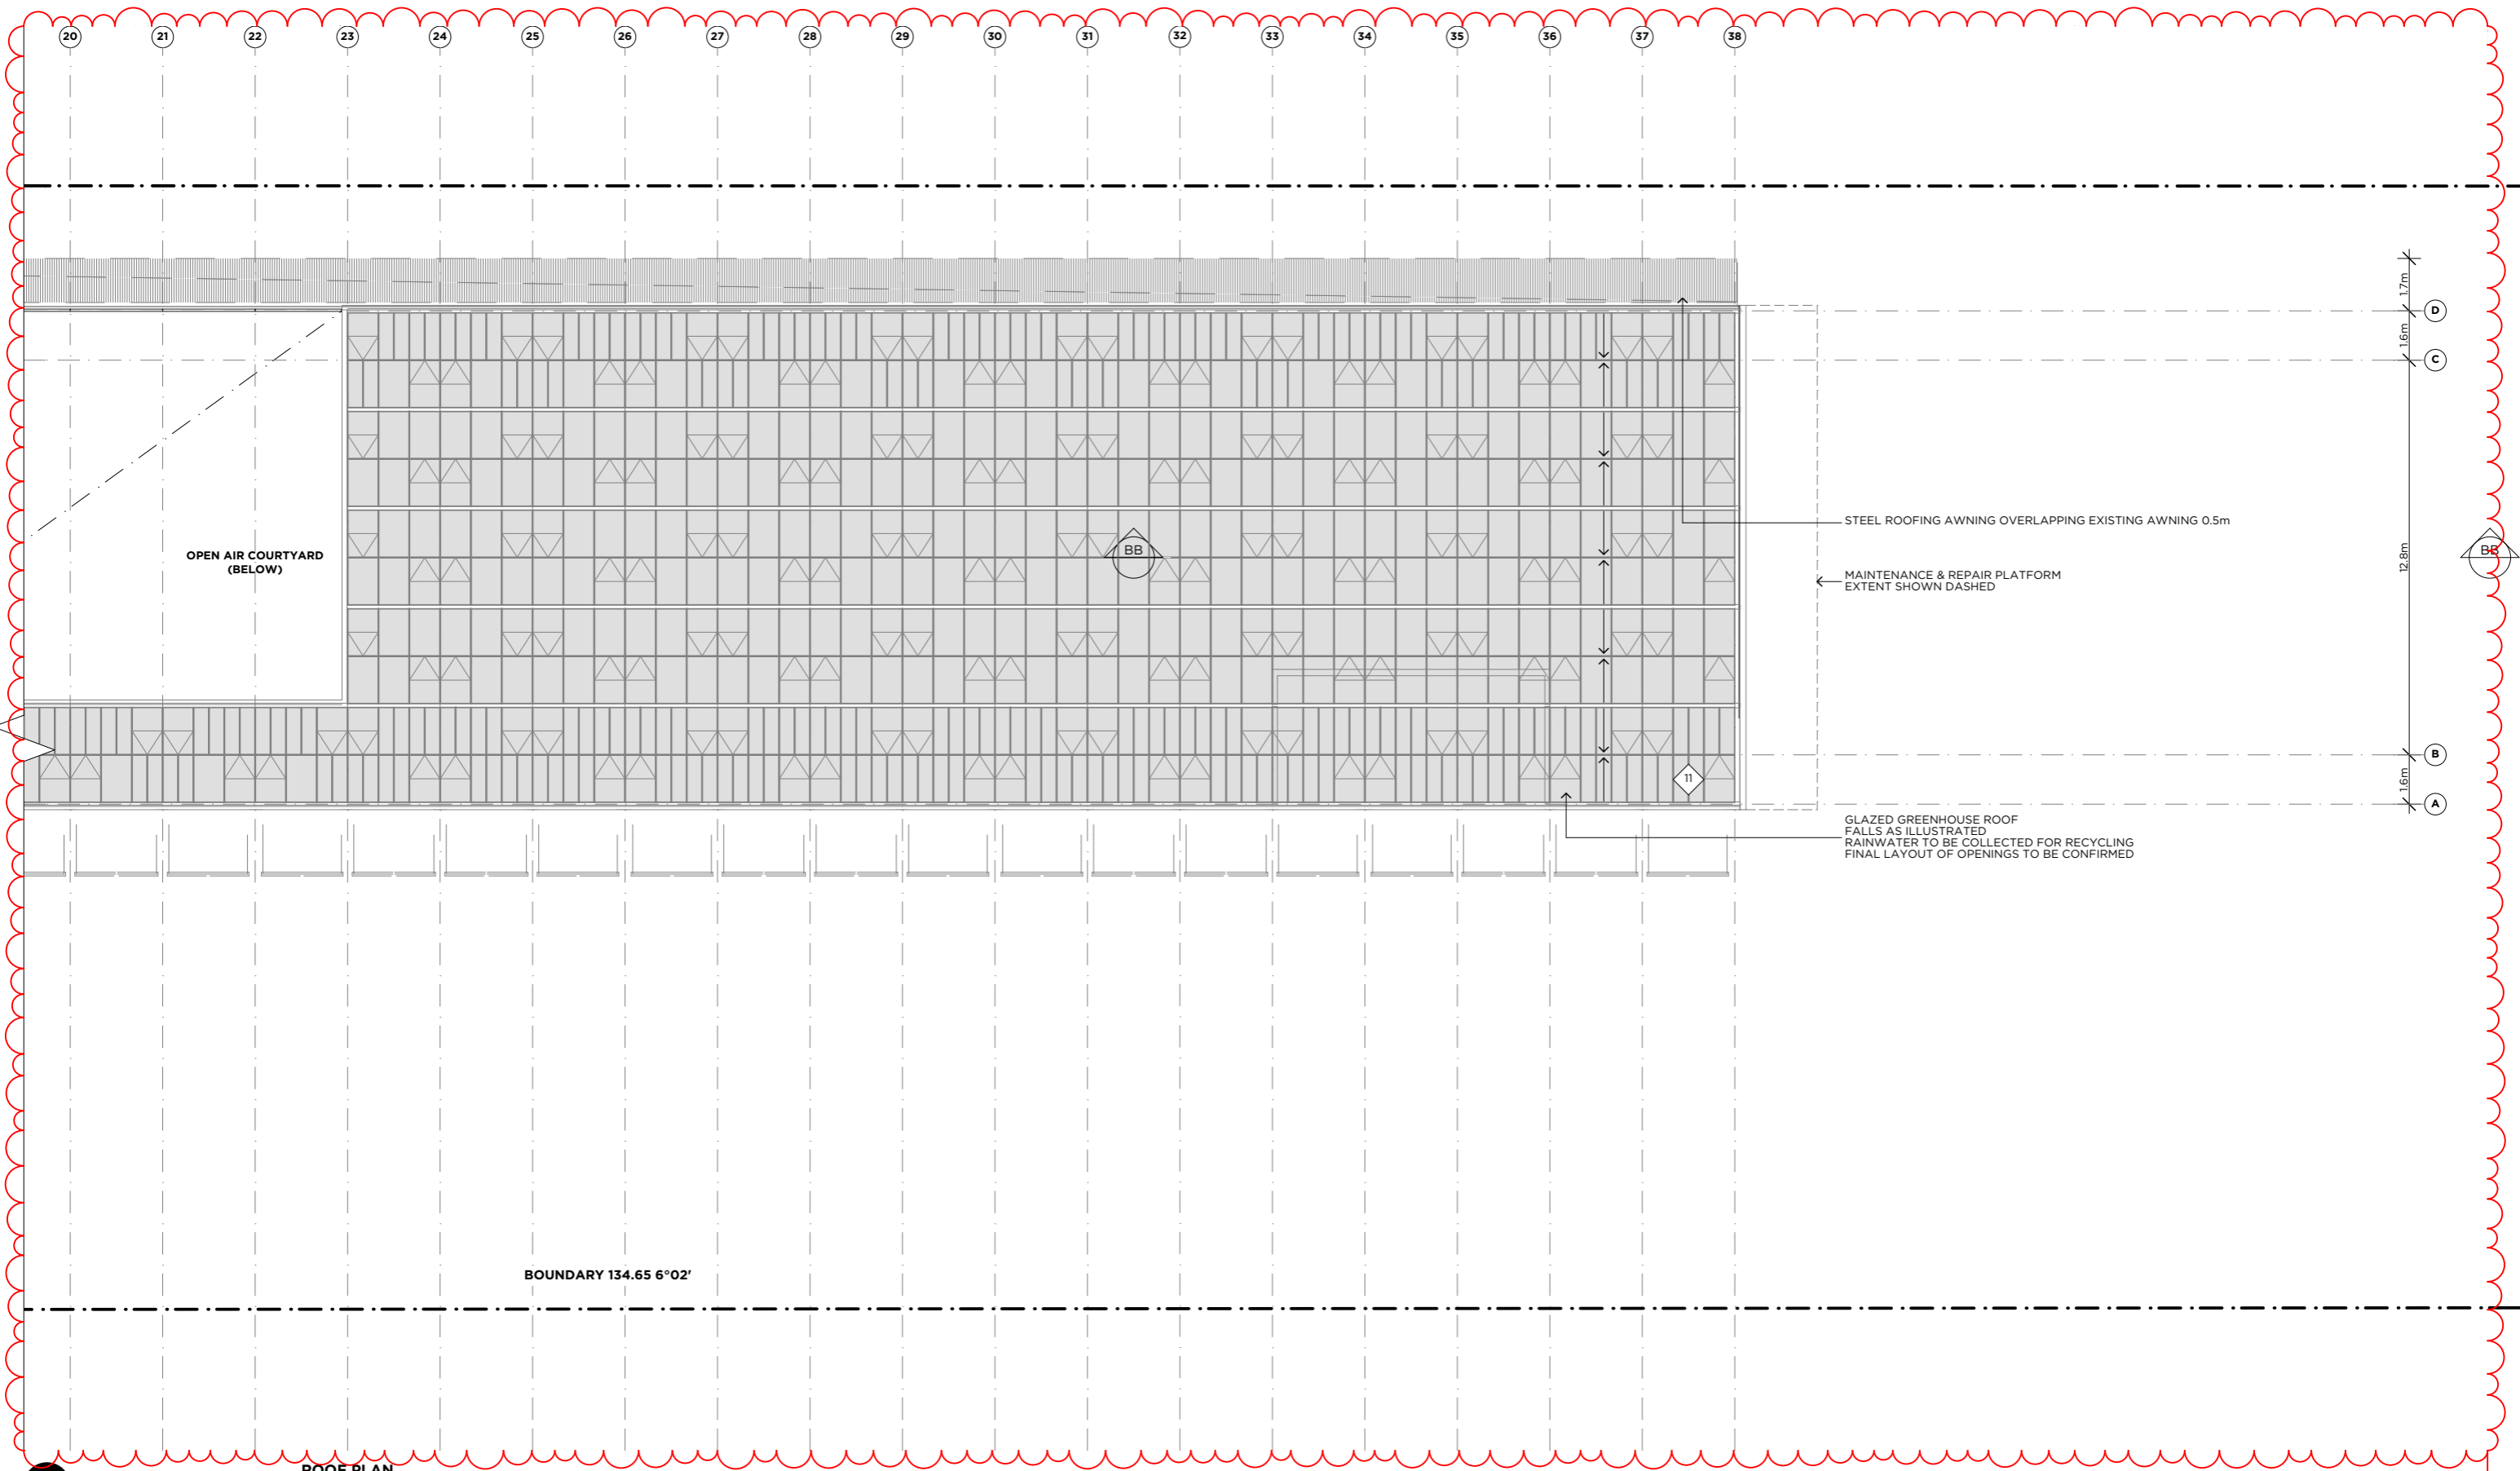 20 21 22 23 24 25 26 27 28 29 30 31 32 33 34 35 36 37 38
1.7m
D
1.6m
C
STEEL ROOFING AWNING OVERLAPPING EXISTING AWNING 0.5m
BB
BB
OPEN AIR COURTYARD
(BELOW)
12.8m
MAINTENANCE & REPAIR PLATFORM
EXTENT SHOWN DASHED
B
11
1.6m
A
GLAZED GREENHOUSE ROOF
FALLS AS ILLUSTRATED
RAINWATER TO BE COLLECTED FOR RECYCLING
FINAL LAYOUT OF OPENINGS TO BE CONFIRMED
BOUNDARY 134.65 6°02'
ROOF PLAN